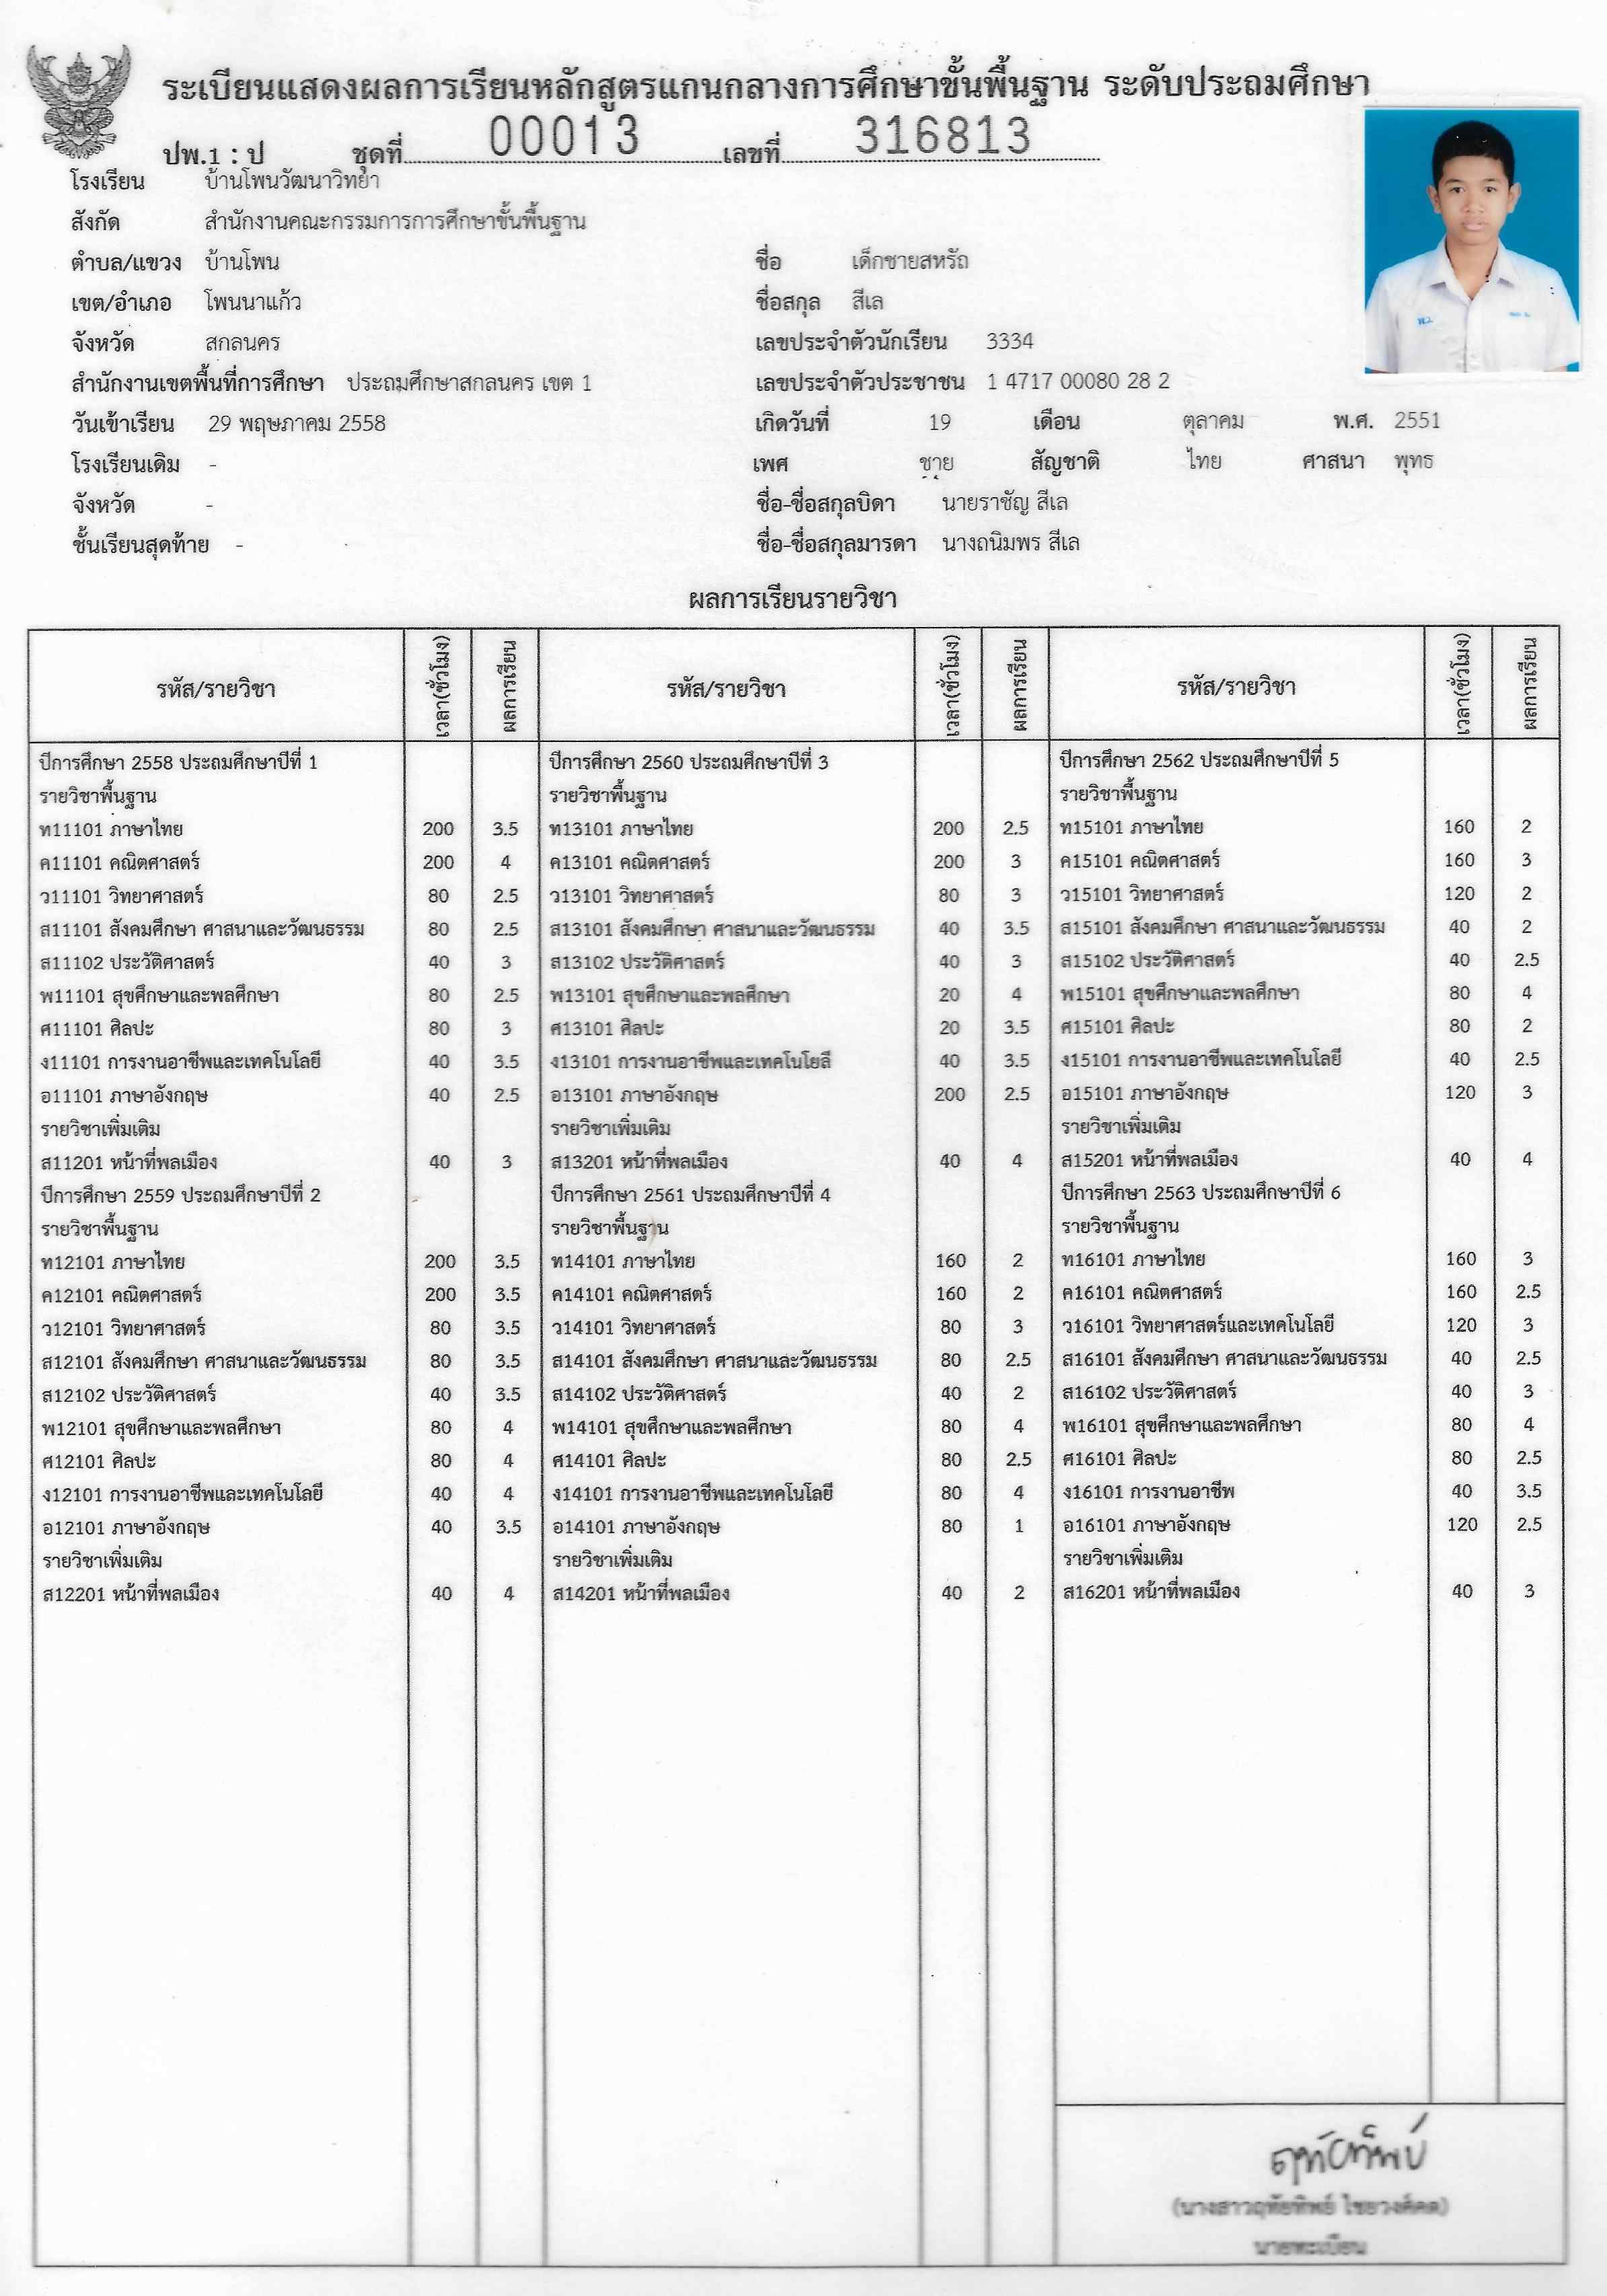 ระเบียนแสดงผลการเรียนหลักสูตรแกนกลางการศึกษาขั้นพื้นฐาน ระดับประถมศึกษา
ปพ.1 : ป ชุดที่ 00013 เลขที่ 316813
โรงเรียน บ้านโพนวัฒนาวิทยา
สังกัด สำนักงานคณะกรรมการการศึกษาขั้นพื้นฐาน
ตำบล/แขวง บ้านโพน
เขต/อำเภอ โพนนาแก้ว
จังหวัด สกลนคร
สำนักงานเขตพื้นที่การศึกษา ประถมศึกษาสกลนคร เขต 1
วันเข้าเรียน 29 พฤษภาคม 2558
โรงเรียนเดิม -
จังหวัด -
ชั้นเรียนสุดท้าย -
ชื่อ เด็กชายสหรัถ
ชื่อสกุล สีเล
เลขประจำตัวนักเรียน 3334
เลขประจำตัวประชาชน 1 4717 00080 28 2
เกิดวันที่ 19 เดือน ตุลาคม พ.ศ. 2551
เพศ ชาย สัญชาติ ไทย ศาสนา พุทธ
ชื่อ-ชื่อสกุลบิดา นายราชัญ สีเล
ชื่อ-ชื่อสกุลมารดา นางถนิมพร สีเล
ผลการเรียนรายวิชา
รหัส/รายวิชา เวลา(ชั่วโมง) ผลการเรียน
ปีการศึกษา 2558 ประถมศึกษาปีที่ 1
รายวิชาพื้นฐาน
ท11101 ภาษาไทย 200 3.5
ค11101 คณิตศาสตร์ 200 4
ว11101 วิทยาศาสตร์ 80 2.5
ส11101 สังคมศึกษา ศาสนาและวัฒนธรรม 80 2.5
ส11102 ประวัติศาสตร์ 40 3
พ11101 สุขศึกษาและพลศึกษา 80 2.5
ศ11101 ศิลปะ 80 3
ง11101 การงานอาชีพและเทคโนโลยี 40 3.5
อ11101 ภาษาอังกฤษ 40 2.5
รายวิชาเพิ่มเติม
ส11201 หน้าที่พลเมือง 40 3
ปีการศึกษา 2559 ประถมศึกษาปีที่ 2
รายวิชาพื้นฐาน
ท12101 ภาษาไทย 200 3.5
ค12101 คณิตศาสตร์ 200 3.5
ว12101 วิทยาศาสตร์ 80 3.5
ส12101 สังคมศึกษา ศาสนาและวัฒนธรรม 80 3.5
ส12102 ประวัติศาสตร์ 40 3.5
พ12101 สุขศึกษาและพลศึกษา 80 4
ศ12101 ศิลปะ 80 4
ง12101 การงานอาชีพและเทคโนโลยี 40 4
อ12101 ภาษาอังกฤษ 40 3.5
รายวิชาเพิ่มเติม
ส12201 หน้าที่พลเมือง 40 4
รหัส/รายวิชา เวลา(ชั่วโมง) ผลการเรียน
ปีการศึกษา 2560 ประถมศึกษาปีที่ 3
รายวิชาพื้นฐาน
ท13101 ภาษาไทย 200 2.5
ค13101 คณิตศาสตร์ 200 3
ว13101 วิทยาศาสตร์ 80 3
ส13101 สังคมศึกษา ศาสนาและวัฒนธรรม 40 3.5
ส13102 ประวัติศาสตร์ 40 3
พ13101 สุขศึกษาและพลศึกษา 20 4
ศ13101 ศิลปะ 20 3.5
ง13101 การงานอาชีพและเทคโนโยลี 40 3.5
อ13101 ภาษาอังกฤษ 200 2.5
รายวิชาเพิ่มเติม
ส13201 หน้าที่พลเมือง 40 4
ปีการศึกษา 2561 ประถมศึกษาปีที่ 4
รายวิชาพื้นฐาน
ท14101 ภาษาไทย 160 2
ค14101 คณิตศาสตร์ 160 2
ว14101 วิทยาศาสตร์ 80 3
ส14101 สังคมศึกษา ศาสนาและวัฒนธรรม 80 2.5
ส14102 ประวัติศาสตร์ 40 2
พ14101 สุขศึกษาและพลศึกษา 80 4
ศ14101 ศิลปะ 80 2.5
ง14101 การงานอาชีพและเทคโนโลยี 80 4
อ14101 ภาษาอังกฤษ 80 1
รายวิชาเพิ่มเติม
ส14201 หน้าที่พลเมือง 40 2
รหัส/รายวิชา เวลา(ชั่วโมง) ผลการเรียน
ปีการศึกษา 2562 ประถมศึกษาปีที่ 5
รายวิชาพื้นฐาน
ท15101 ภาษาไทย 160 2
ค15101 คณิตศาสตร์ 160 3
ว15101 วิทยาศาสตร์ 120 2
ส15101 สังคมศึกษา ศาสนาและวัฒนธรรม 40 2
ส15102 ประวัติศาสตร์ 40 2.5
พ15101 สุขศึกษาและพลศึกษา 80 4
ศ15101 ศิลปะ 80 2
ง15101 การงานอาชีพและเทคโนโลยี 40 2.5
อ15101 ภาษาอังกฤษ 120 3
รายวิชาเพิ่มเติม
ส15201 หน้าที่พลเมือง 40 4
ปีการศึกษา 2563 ประถมศึกษาปีที่ 6
รายวิชาพื้นฐาน
ท16101 ภาษาไทย 160 3
ค16101 คณิตศาสตร์ 160 2.5
ว16101 วิทยาศาสตร์และเทคโนโลยี 120 3
ส16101 สังคมศึกษา ศาสนาและวัฒนธรรม 40 2.5
ส16102 ประวัติศาสตร์ 40 3
พ16101 สุขศึกษาและพลศึกษา 80 4
ศ16101 ศิลปะ 80 2.5
ง16101 การงานอาชีพ 40 3.5
อ16101 ภาษาอังกฤษ 120 2.5
รายวิชาเพิ่มเติม
ส16201 หน้าที่พลเมือง 40 3
ฤทัยทิพย์
(นางสาวฤทัยทิพย์ ไชยวงศ์คต)
นายทะเบียน